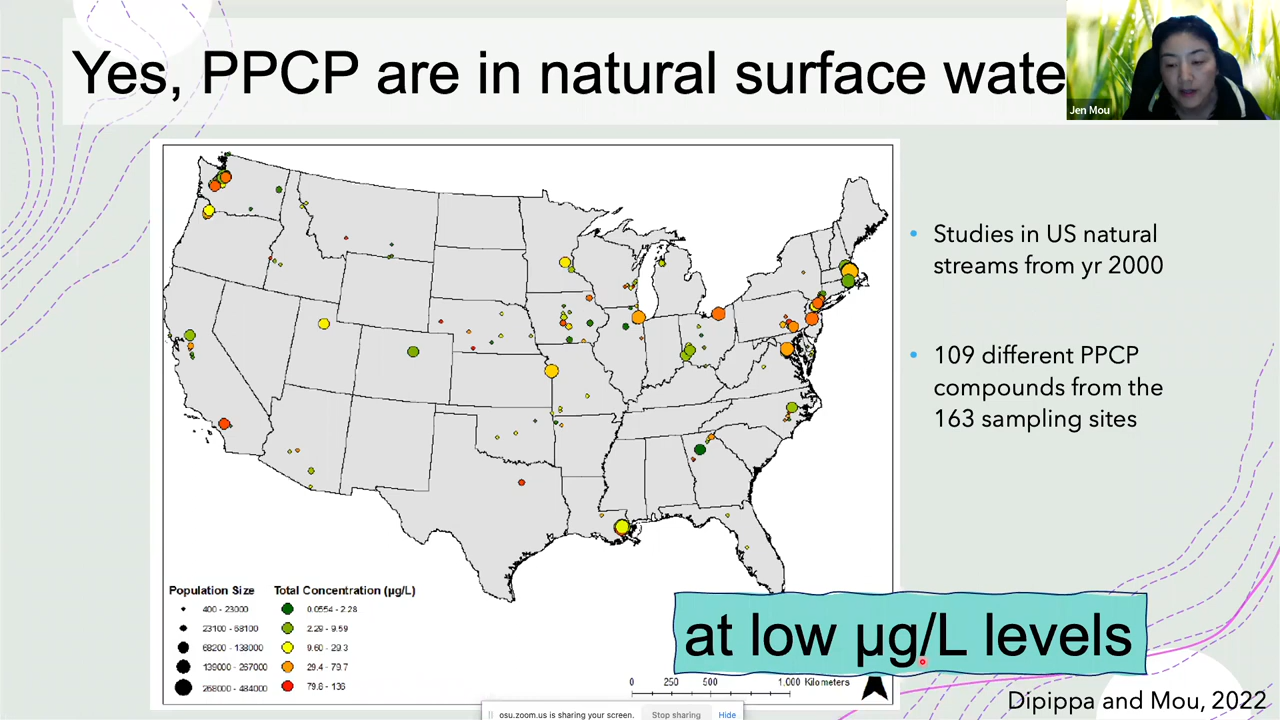 Yes, PPCP are in natural surface wate
Jen Mou
Studies in US natural
streams from yr 2000
109 different PPCP
compounds from the
163 sampling sites
Population Size
400 - 23000
23100 - 68100
68200 - 138000
139000 - 267000
268000 - 484000
Total Concentration (µg/L)
0.0554 - 2.28
2.29 - 9.59
9.60 - 29.3
29.4 - 79.7
79.8 - 136
at low µg/L levels
0 250 500 1,000 Kilometers
Dipippa and Mou, 2022
osu.zoom.us is sharing your screen.
Stop sharing
Hide